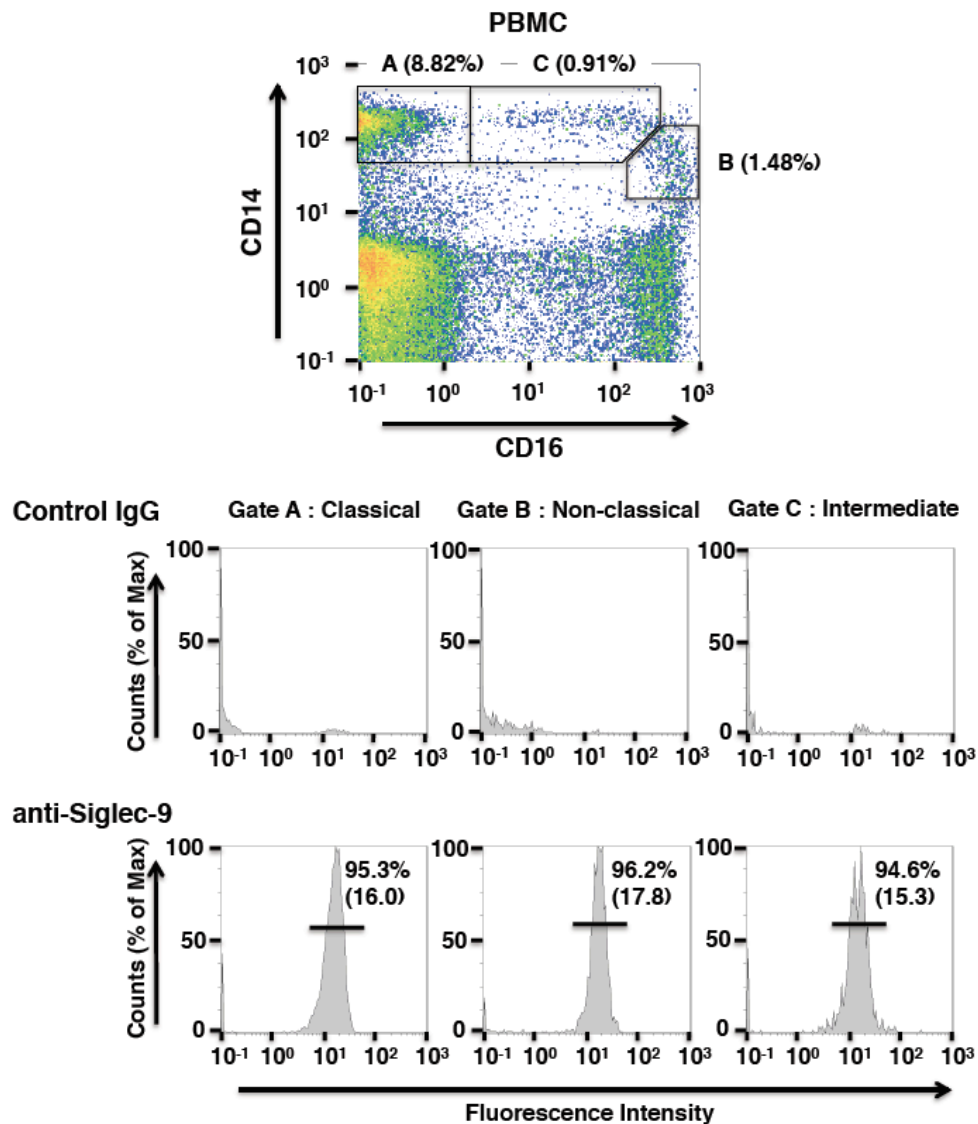 PBMC
A (8.82%) C (0.91%)
10³
10²
10¹
10⁰
10⁻¹
CD14
B (1.48%)
10⁻¹ 10⁰ 10¹ 10² 10³
CD16
Control IgG
Gate A : Classical Gate B : Non-classical Gate C : Intermediate
Counts (% of Max)
100 100 100
50 50 50
0 0 0
10⁻¹ 10⁰ 10¹ 10² 10³ 10⁻¹ 10⁰ 10¹ 10² 10³ 10⁻¹ 10⁰ 10¹ 10² 10³
anti-Siglec-9
Counts (% of Max)
100 100 100
95.3% 96.2% 94.6%
(16.0) (17.8) (15.3)
50 50 50
0 0 0
10⁻¹ 10⁰ 10¹ 10² 10³ 10⁻¹ 10⁰ 10¹ 10² 10³ 10⁻¹ 10⁰ 10¹ 10² 10³
Fluorescence Intensity